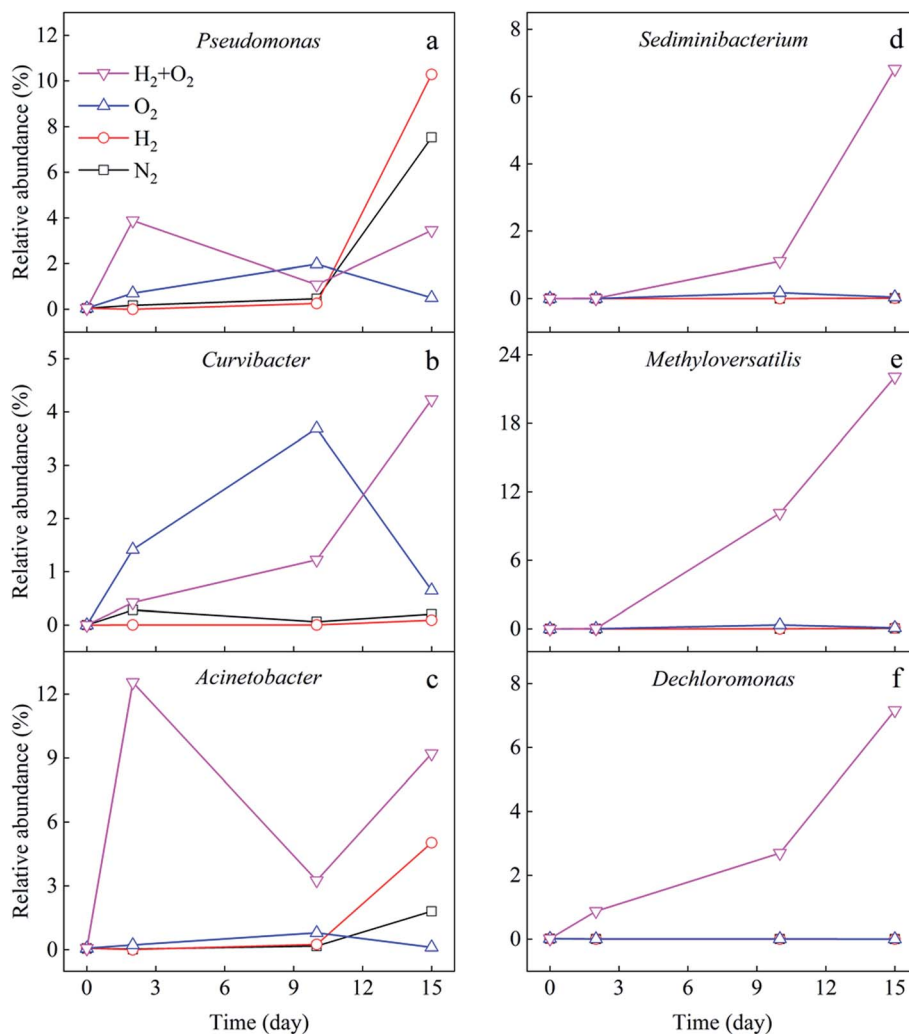 Pseudomonas a
H₂+O₂
O₂
H₂
N₂
12
10
8
6
4
2
0
Relative abundance (%)
Curvibacter b
5
4
3
2
1
0
Relative abundance (%)
Acinetobacter c
12
9
6
3
0
Relative abundance (%)
0 3 6 9 12 15
Time (day)
Sediminibacterium d
8
6
4
2
0
Methyloversatilis e
24
18
12
6
0
Dechloromonas f
8
6
4
2
0
0 3 6 9 12 15
Time (day)